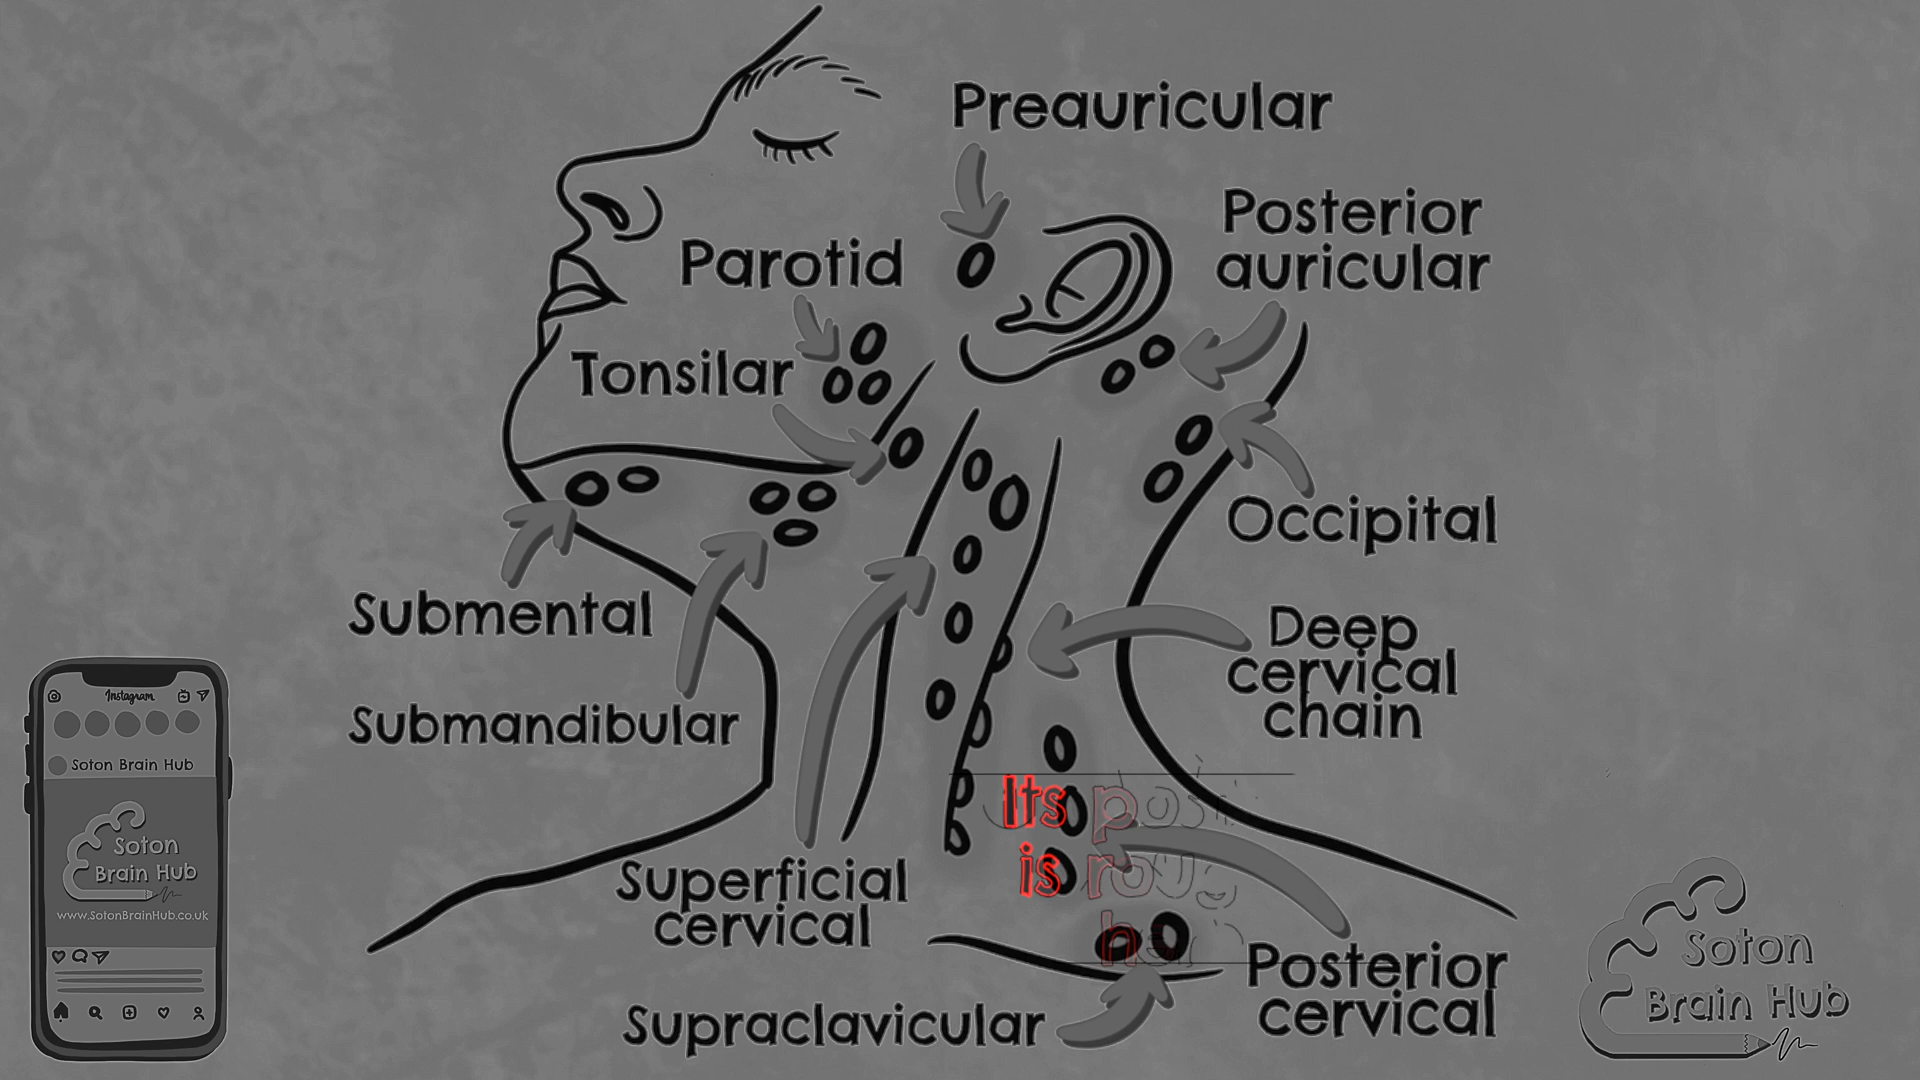 Preauricular
Posterior
auricular
Parotid
Tonsilar
Occipital
Submental
Deep
cervical
chain
Submandibular
Its
is
Superficial
cervical
Posterior
cervical
Supraclavicular
Instagram
Soton Brain Hub
Soton
Brain Hub
www.SotonBrainHub.co.uk
Soton
Brain Hub